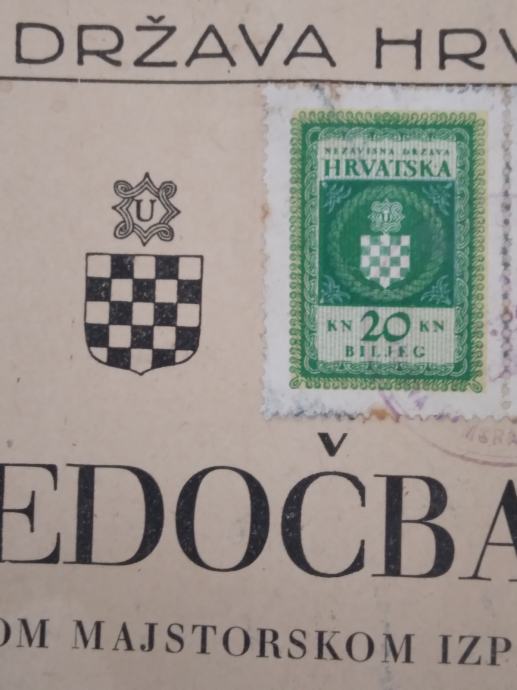 DRŽAVA HRV
U
NEZAVISNA DRŽAVA
HRVATSKA
U
KN 20 KN
BILJEG
EDOČBA
OM MAJSTORSKOM IZP